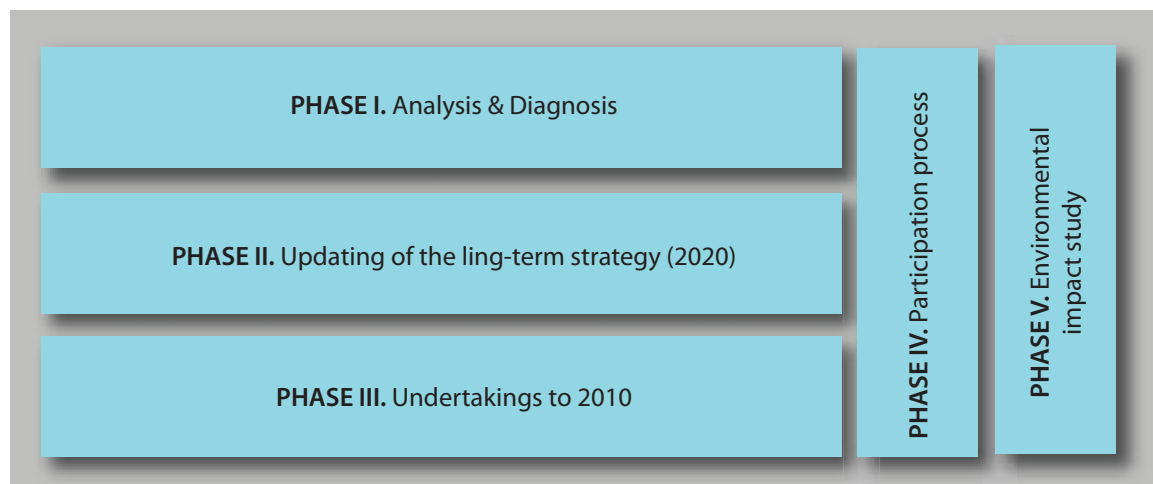 PHASE I. Analysis & Diagnosis
PHASE II. Updating of the ling-term strategy (2020)
PHASE III. Undertakings to 2010
PHASE IV. Participation process
PHASE V. Environmental
impact study